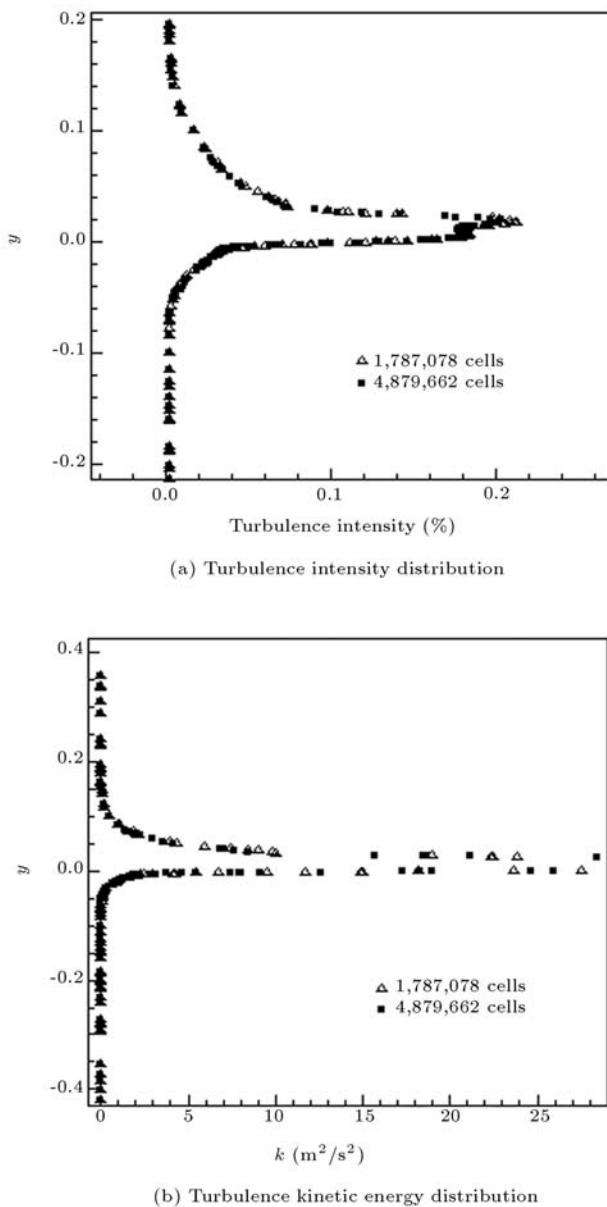 0.2
0.1
y
0.0
-0.1
△ 1,787,078 cells
■ 4,879,662 cells
-0.2
0.0 0.1 0.2
Turbulence intensity (%)
(a) Turbulence intensity distribution
0.4
0.2
y
0.0
-0.2
△ 1,787,078 cells
■ 4,879,662 cells
-0.4
0 5 10 15 20 25
k (m²/s²)
(b) Turbulence kinetic energy distribution